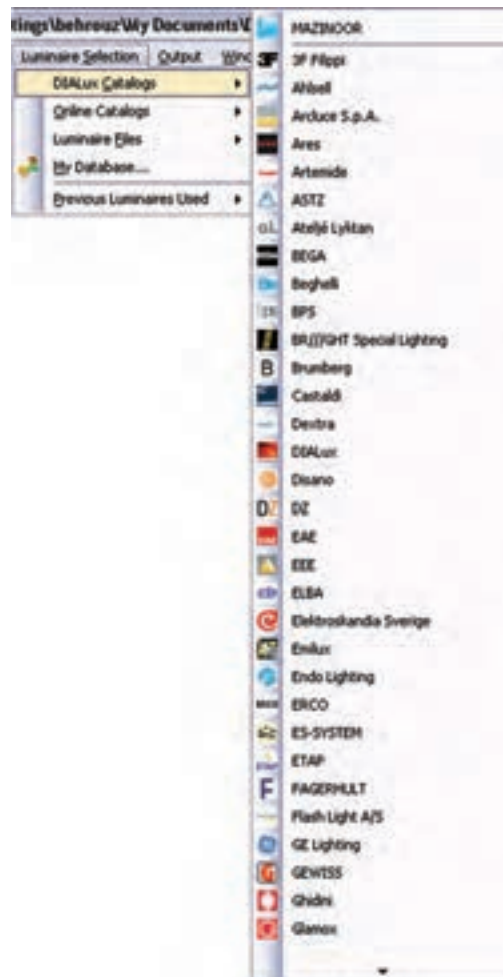 tings\behrouz\My Documents\D
Luminaire Selection Output Wind
DIALux Catalogs
Online Catalogs
Luminaire Files
My Database...
Previous Luminaires Used
MAZINOOR
3F Filippi
Ahlsell
Arcluce S.p.A.
Ares
Artemide
ASTZ
Ateljé Lyktan
BEGA
Beghelli
BPS
BR///GHT Special Lighting
Brumberg
Castaldi
Dextra
DIALux
Disano
DZ
EAE
EEE
ELBA
Elektroskandia Sverige
Emilux
Endo Lighting
ERCO
ES-SYSTEM
ETAP
FAGERHULT
Flash Light A/S
GE Lighting
GEWISS
Ghidini
Glamox